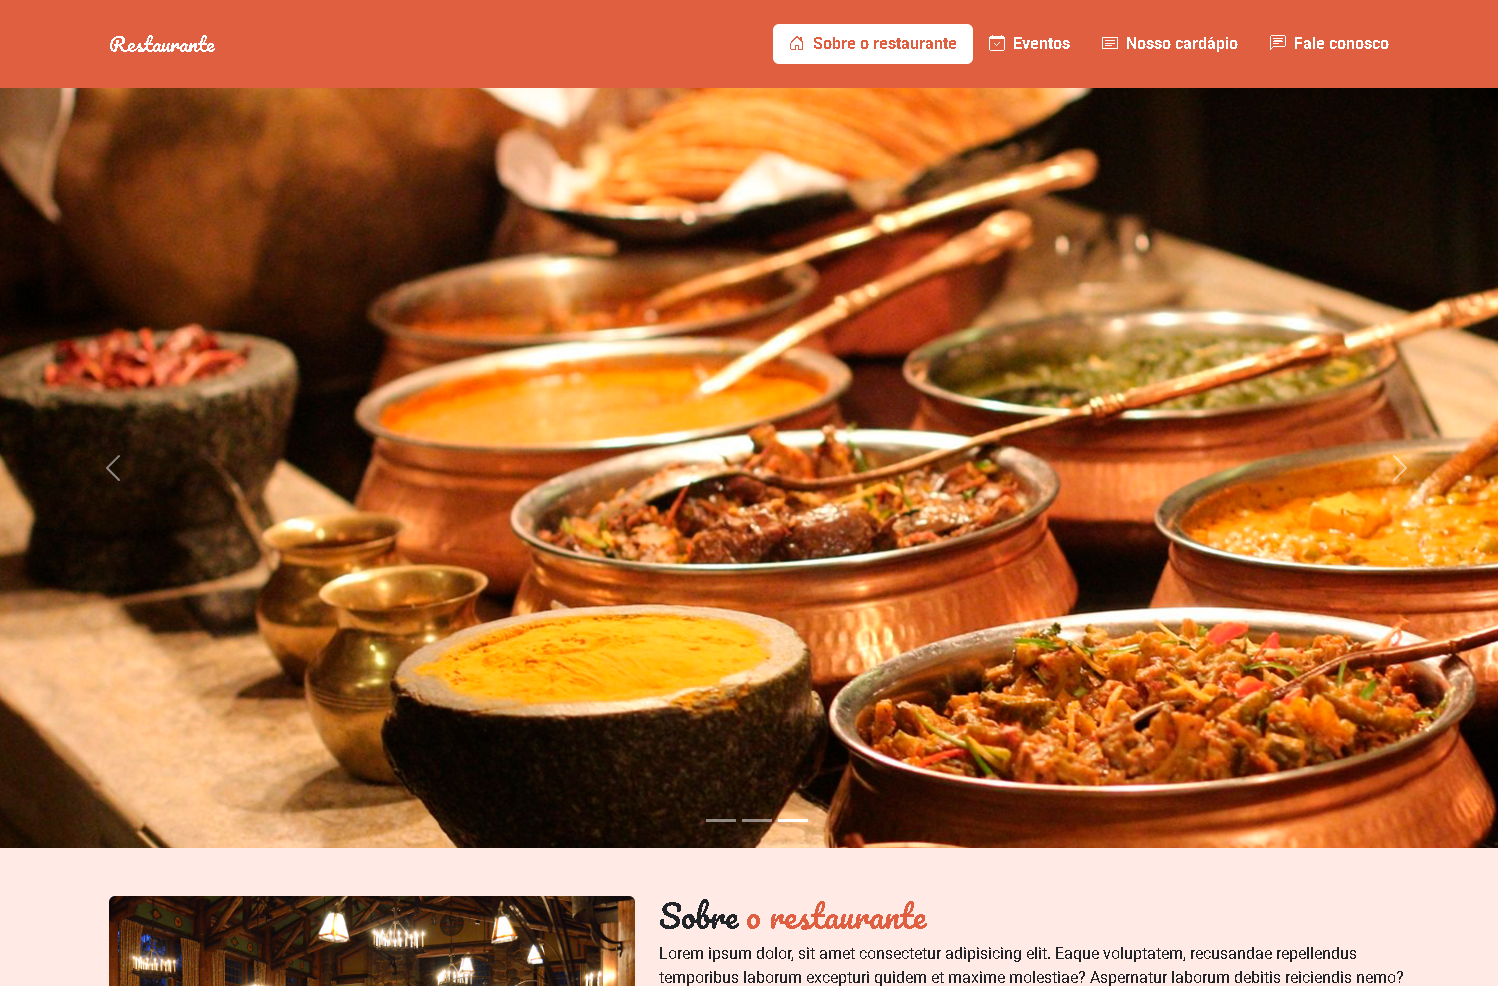 Restaurante
Sobre o restaurante
Eventos
Nosso cardápio
Fale conosco
Sobre o restaurante
Lorem ipsum dolor, sit amet consectetur adipisicing elit. Eaque voluptatem, recusandae repellendus
temporibus laborum excepturi quidem et maxime molestiae? Aspernatur laborum debitis reiciendis nemo?